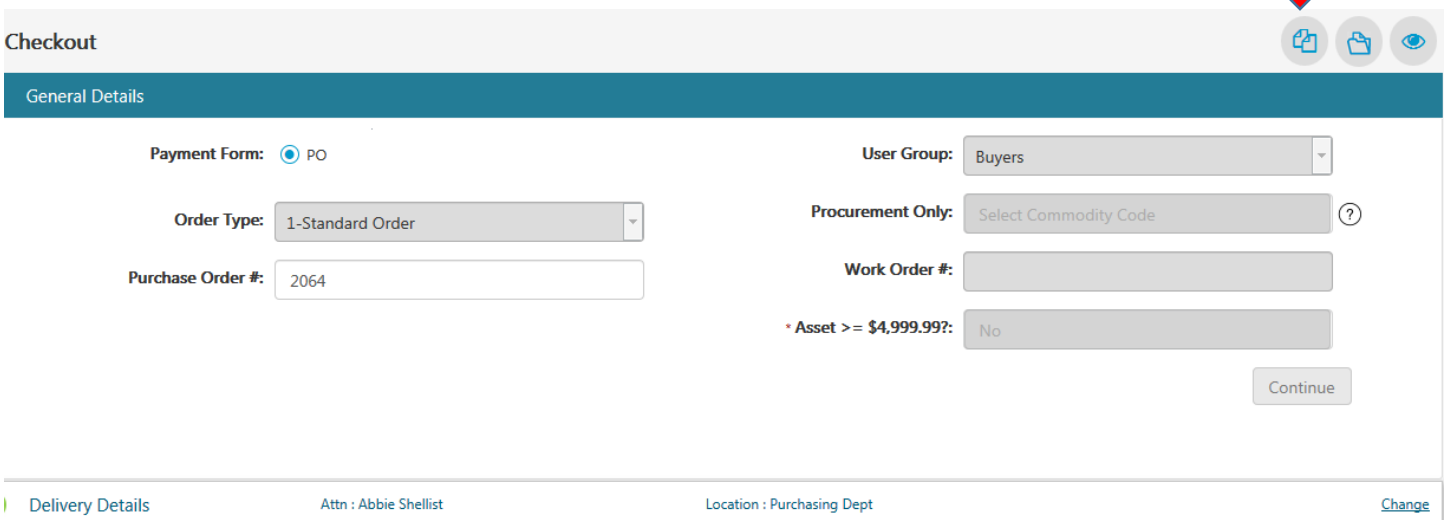 Checkout
General Details
Payment Form: PO
User Group: Buyers
Order Type: 1-Standard Order
Procurement Only: Select Commodity Code ?
Purchase Order #: 2064
Work Order #:
* Asset >= $4,999.99?: No
Continue
Delivery Details Attn : Abbie Shellist Location : Purchasing Dept Change